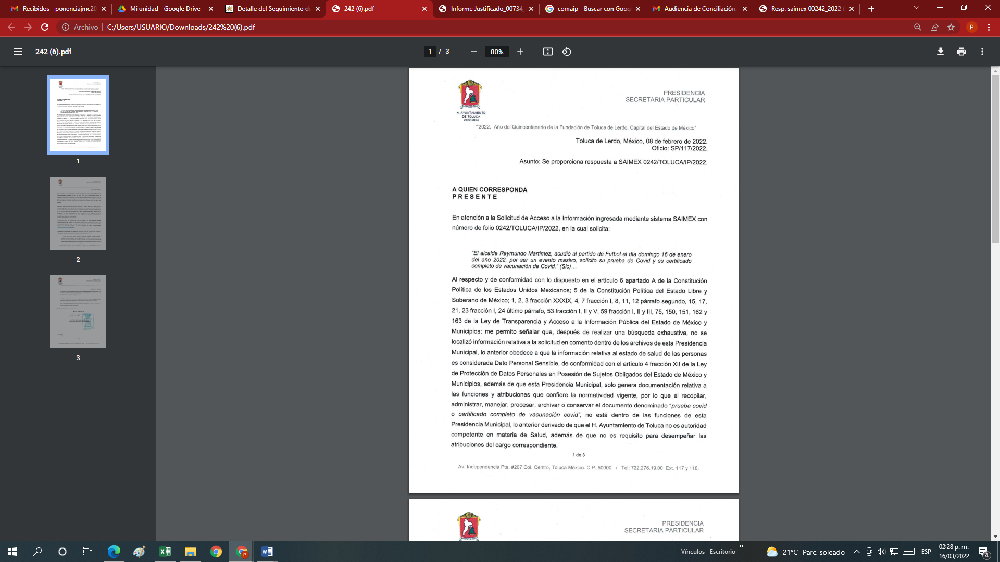 Recibidos - ponenciajmc20
Mi unidad - Google Drive
Detalle del Seguimiento de
242 (6).pdf
Informe Justificado_00734_
comaip - Buscar con Goog
Audiencia de Conciliación.
Resp. saimex 00242_2022 (
Archivo
C:/Users/USUARIO/Downloads/242%20(6).pdf
P
242 (6).pdf
1 / 3
80%
1
2
3
H. AYUNTAMIENTO
DE TOLUCA
2022-2024
PRESIDENCIA
SECRETARIA PARTICULAR
"“2022. Año del Quincentenario de la Fundación de Toluca de Lerdo, Capital del Estado de México”
Toluca de Lerdo, México, 08 de febrero de 2022.
Oficio: SP/117/2022.
Asunto: Se proporciona respuesta a SAIMEX 0242/TOLUCA/IP/2022.
A QUIEN CORRESPONDA
P R E S E N T E
En atención a la Solicitud de Acceso a la Información ingresada mediante sistema SAIMEX con
número de folio 0242/TOLUCA/IP/2022, en la cual solicita:
“El alcalde Raymundo Martimez, acudió al partido de Futbol el día domingo 16 de enero
del año 2022, por ser un evento masivo, solicito su prueba de Covid y su certificado
completo de vacunación de Covid.” (Sic)…
Al respecto y de conformidad con lo dispuesto en el artículo 6 apartado A de la Constitución
Política de los Estados Unidos Mexicanos; 5 de la Constitución Política del Estado Libre y
Soberano de México; 1, 2, 3 fracción XXXIX, 4, 7 fracción I, 8, 11, 12 párrafo segundo, 15, 17,
21, 23 fracción I, 24 último párrafo, 53 fracción I, II y V, 59 fracción I, II y III, 75, 150, 151, 162 y
163 de la Ley de Transparencia y Acceso a la Información Pública del Estado de México y
Municipios; me permito señalar que, después de realizar una búsqueda exhaustiva, no se
localizó información relativa a la solicitud en comento dentro de los archivos de esta Presidencia
Municipal, lo anterior obedece a que la información relativa al estado de salud de las personas
es considerada Dato Personal Sensible, de conformidad con el artículo 4 fracción XII de la Ley
de Protección de Datos Personales en Posesión de Sujetos Obligados del Estado de México y
Municipios, además de que esta Presidencia Municipal, solo genera documentación relativa a
las funciones y atribuciones que confiere la normatividad vigente, por lo que el recopilar,
administrar, manejar, procesar, archivar o conservar el documento denominado “prueba covid
o certificado completo de vacunación covid”, no está dentro de las funciones de esta
Presidencia Municipal, lo anterior derivado de que el H. Ayuntamiento de Toluca no es autoridad
competente en materia de Salud, además de que no es requisito para desempeñar las
atribuciones del cargo correspondiente.
1 de 3
Av. Independencia Pte. #207 Col. Centro, Toluca México. C.P. 50000 / Tel: 722.276.19.00 Ext. 117 y 118.
PRESIDENCIA
SECRETARIA PARTICULAR
Vínculos
Escritorio
21°C Parc. soleado
ESP
02:28 p. m.
16/03/2022
4